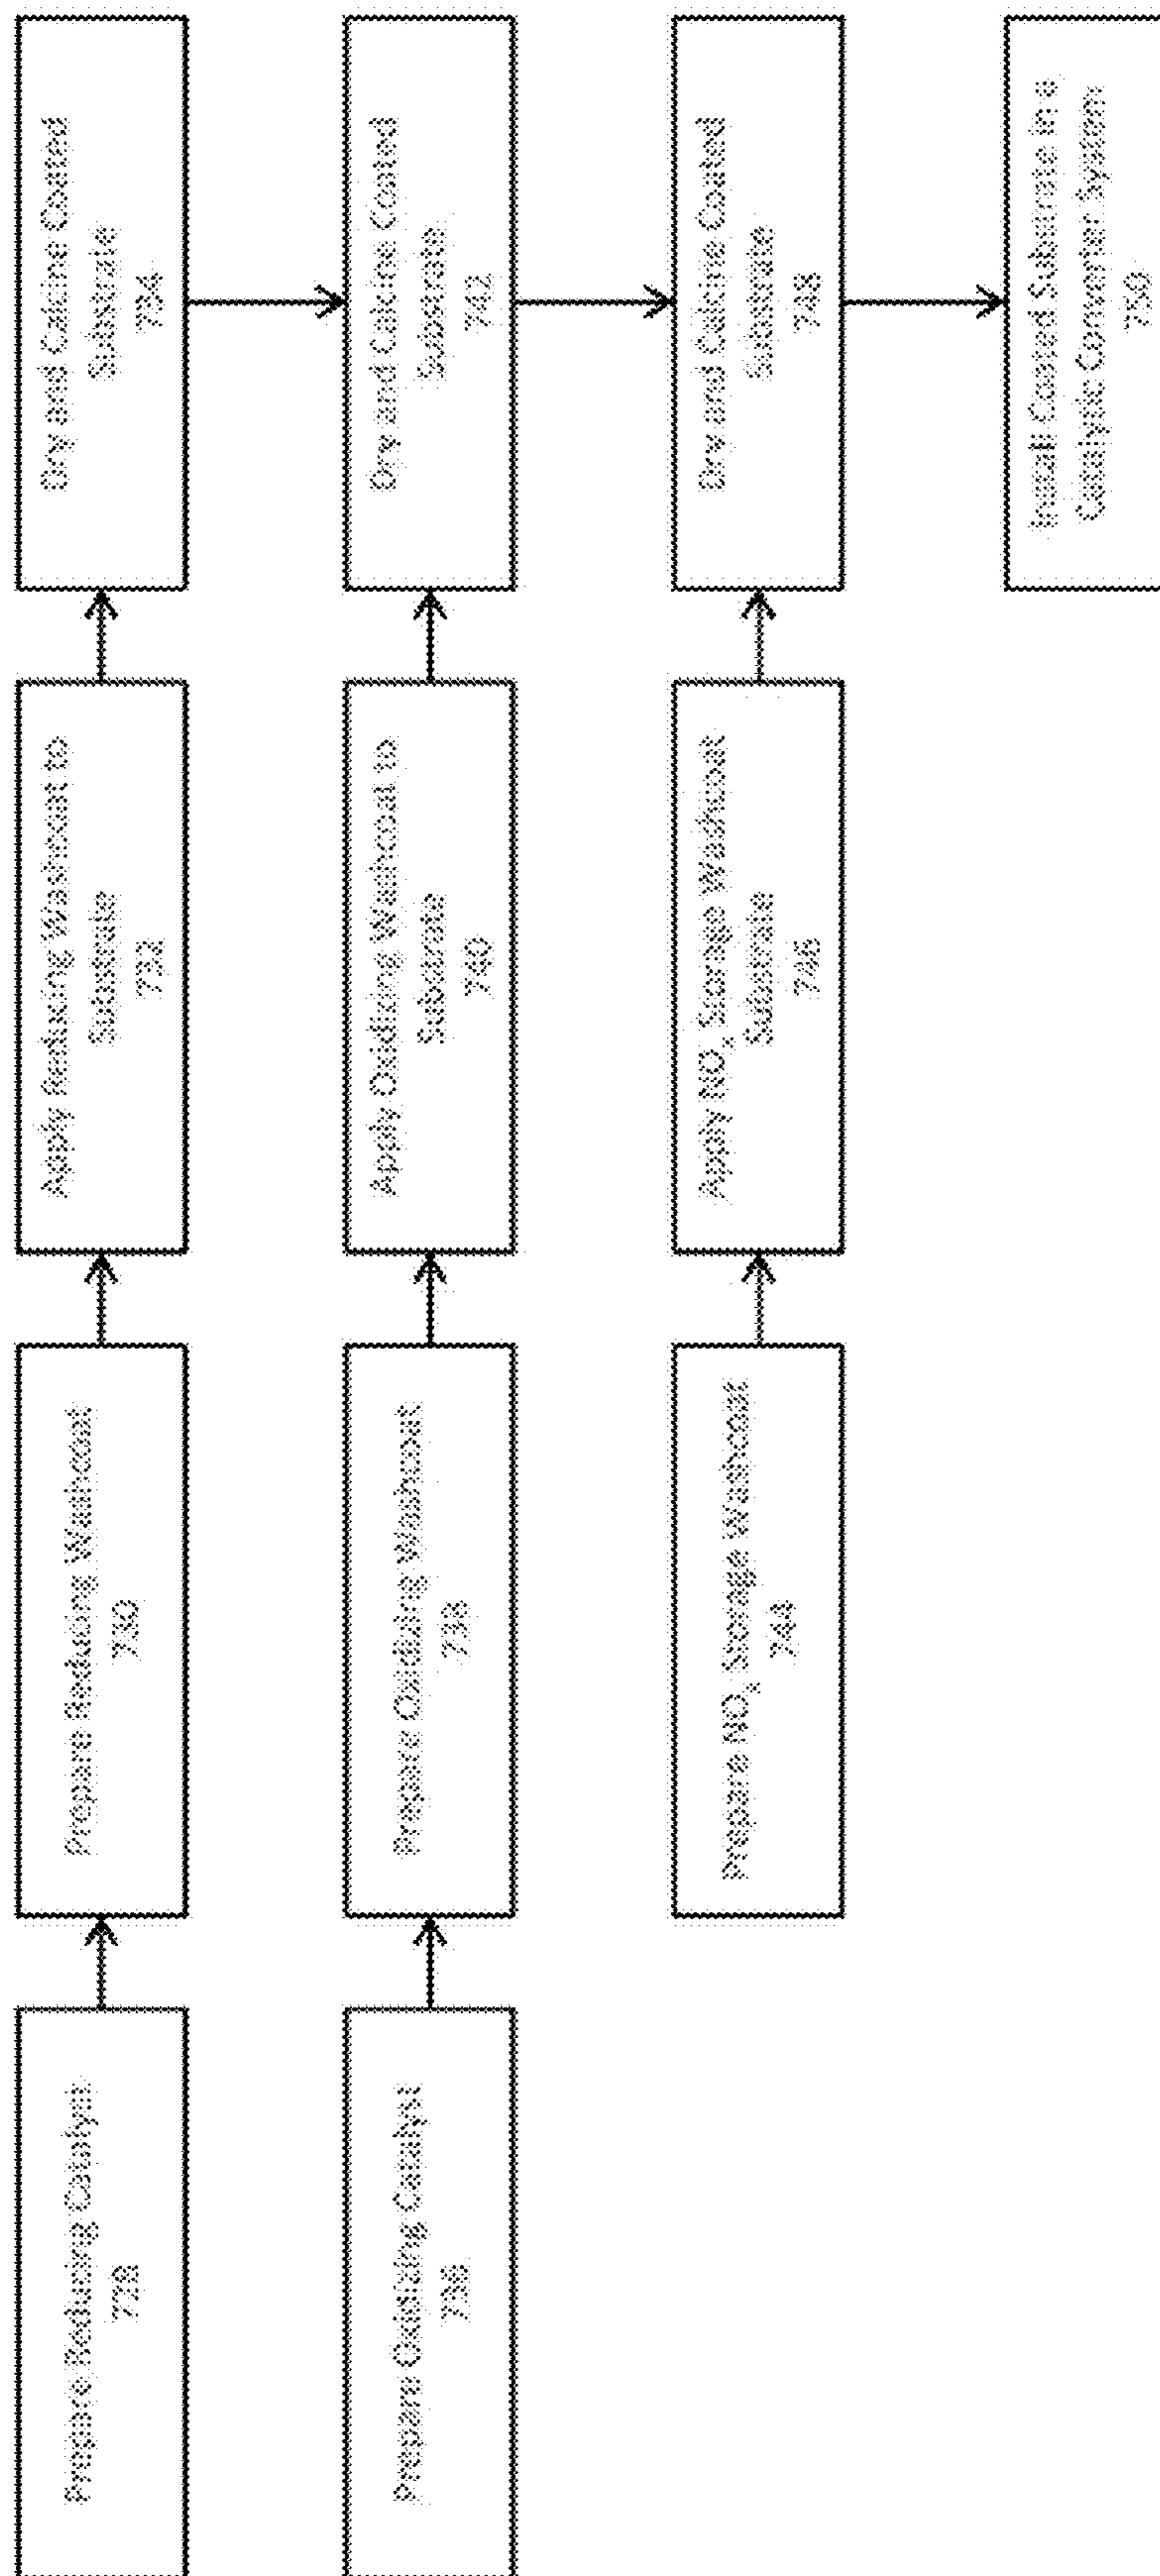 Prepare Reducing Catalyst
728
Prepare Reducing Washcoat
730
Apply Reducing Washcoat to
Substrate
732
Dry and Calcine Coated
Substrate
734
Prepare Oxidizing Catalyst
736
Prepare Oxidizing Washcoat
738
Apply Oxidizing Washcoat to
Substrate
740
Dry and Calcine Coated
Substrate
742
Prepare NOx Storage Washcoat
744
Apply NOx Storage Washcoat
Substrate
746
Dry and Calcine Coated
Substrate
748
Install Coated Substrate in a
Catalytic Converter System
750